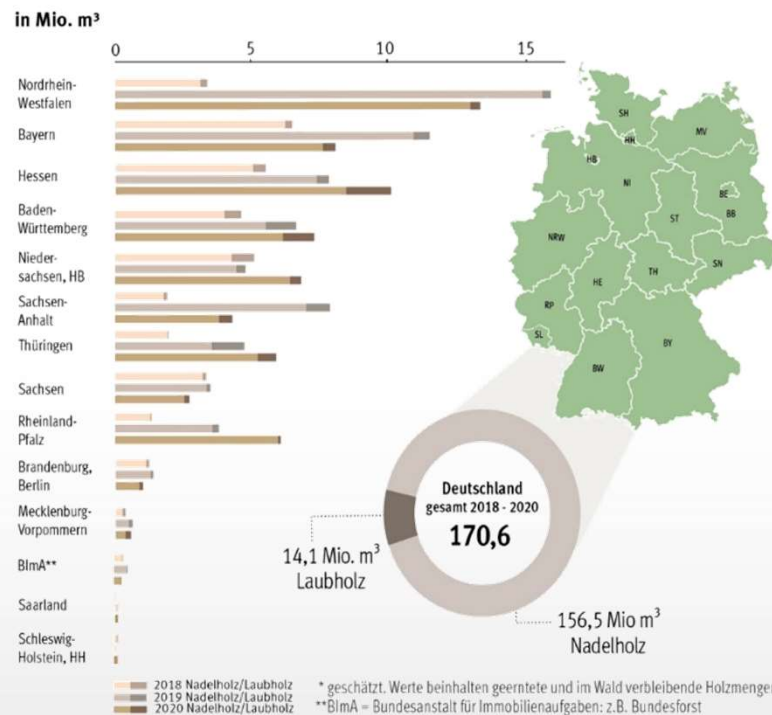 in Mio. m³
0 5 10 15
Nordrhein-
Westfalen
Bayern
Hessen
Baden-
Württemberg
Nieder-
sachsen, HB
Sachsen-
Anhalt
Thüringen
Sachsen
Rheinland-
Pfalz
Brandenburg,
Berlin
Mecklenburg-
Vorpommern
BImA**
Saarland
Schleswig-
Holstein, HH
SH
MV
HH
HB
NI
BE
BB
ST
NRW
SN
TH
HE
RP
SL
BY
BW
Deutschland
gesamt 2018 - 2020
170,6
14,1 Mio. m³
Laubholz
156,5 Mio m³
Nadelholz
2018 Nadelholz/Laubholz
2019 Nadelholz/Laubholz
2020 Nadelholz/Laubholz
* geschätzt. Werte beinhalten geerntete und im Wald verbleibende Holzmengen
**BImA = Bundesanstalt für Immobilienaufgaben: z.B. Bundesforst